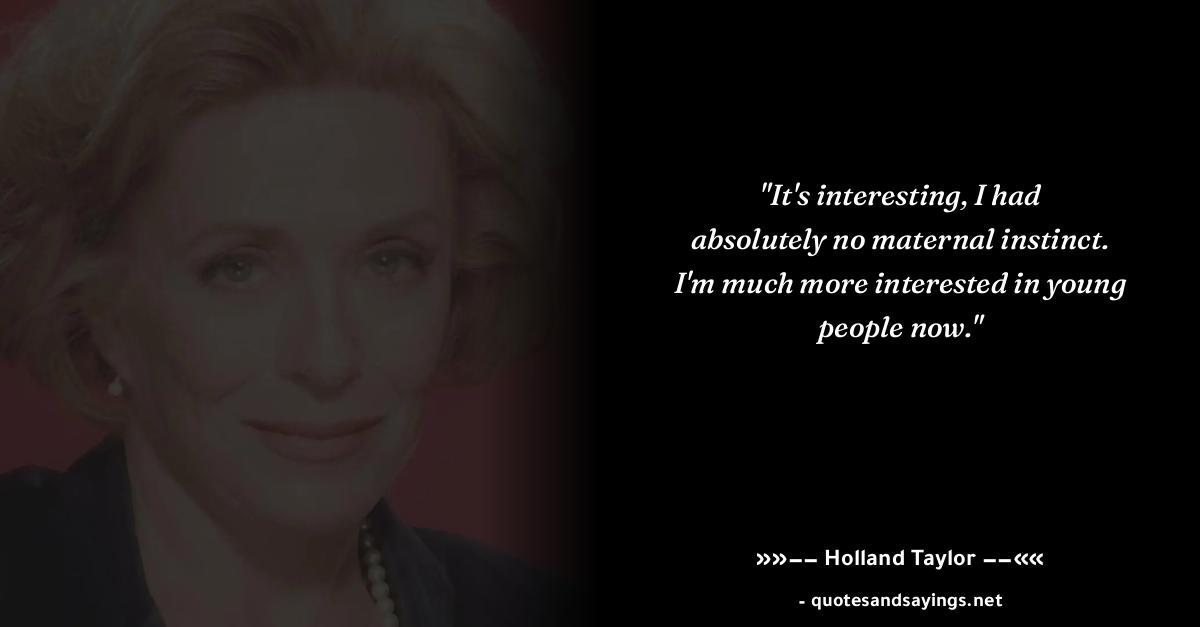 "It's interesting, I had
absolutely no maternal instinct.
I'm much more interested in young
people now."
»»−− Holland Taylor −−««
- quotesandsayings.net